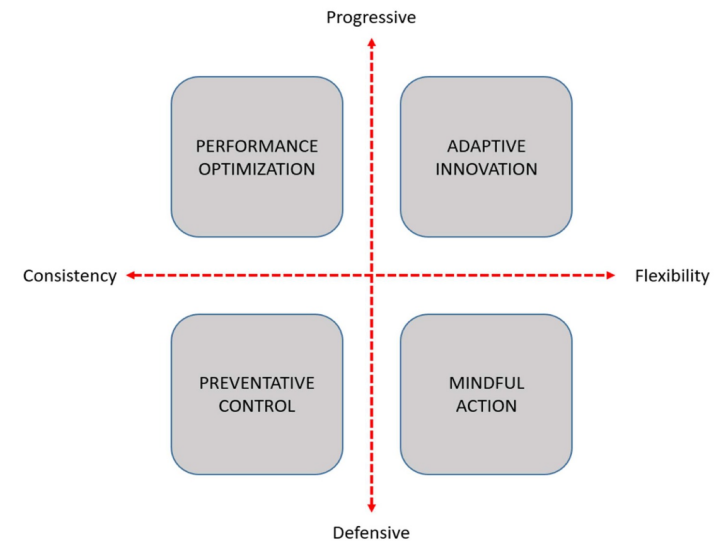 Progressive
PERFORMANCE
OPTIMIZATION
ADAPTIVE
INNOVATION
Consistency
Flexibility
PREVENTATIVE
CONTROL
MINDFUL
ACTION
Defensive